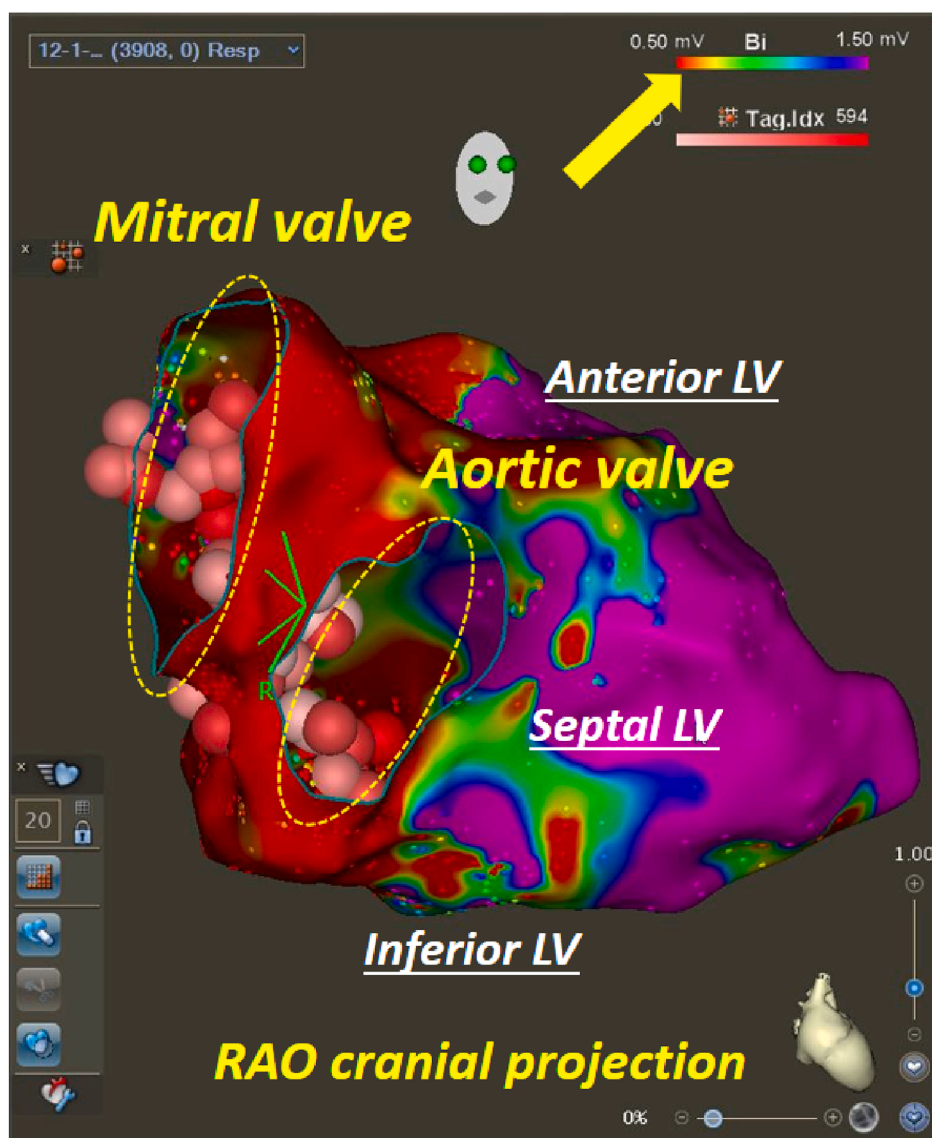 12-1-... (3908, 0) Resp
0.50 mV Bi 1.50 mV
Tag.Idx 594
Mitral valve
Anterior LV
Aortic valve
R
Septal LV
20
1.00
Inferior LV
RAO cranial projection
0%